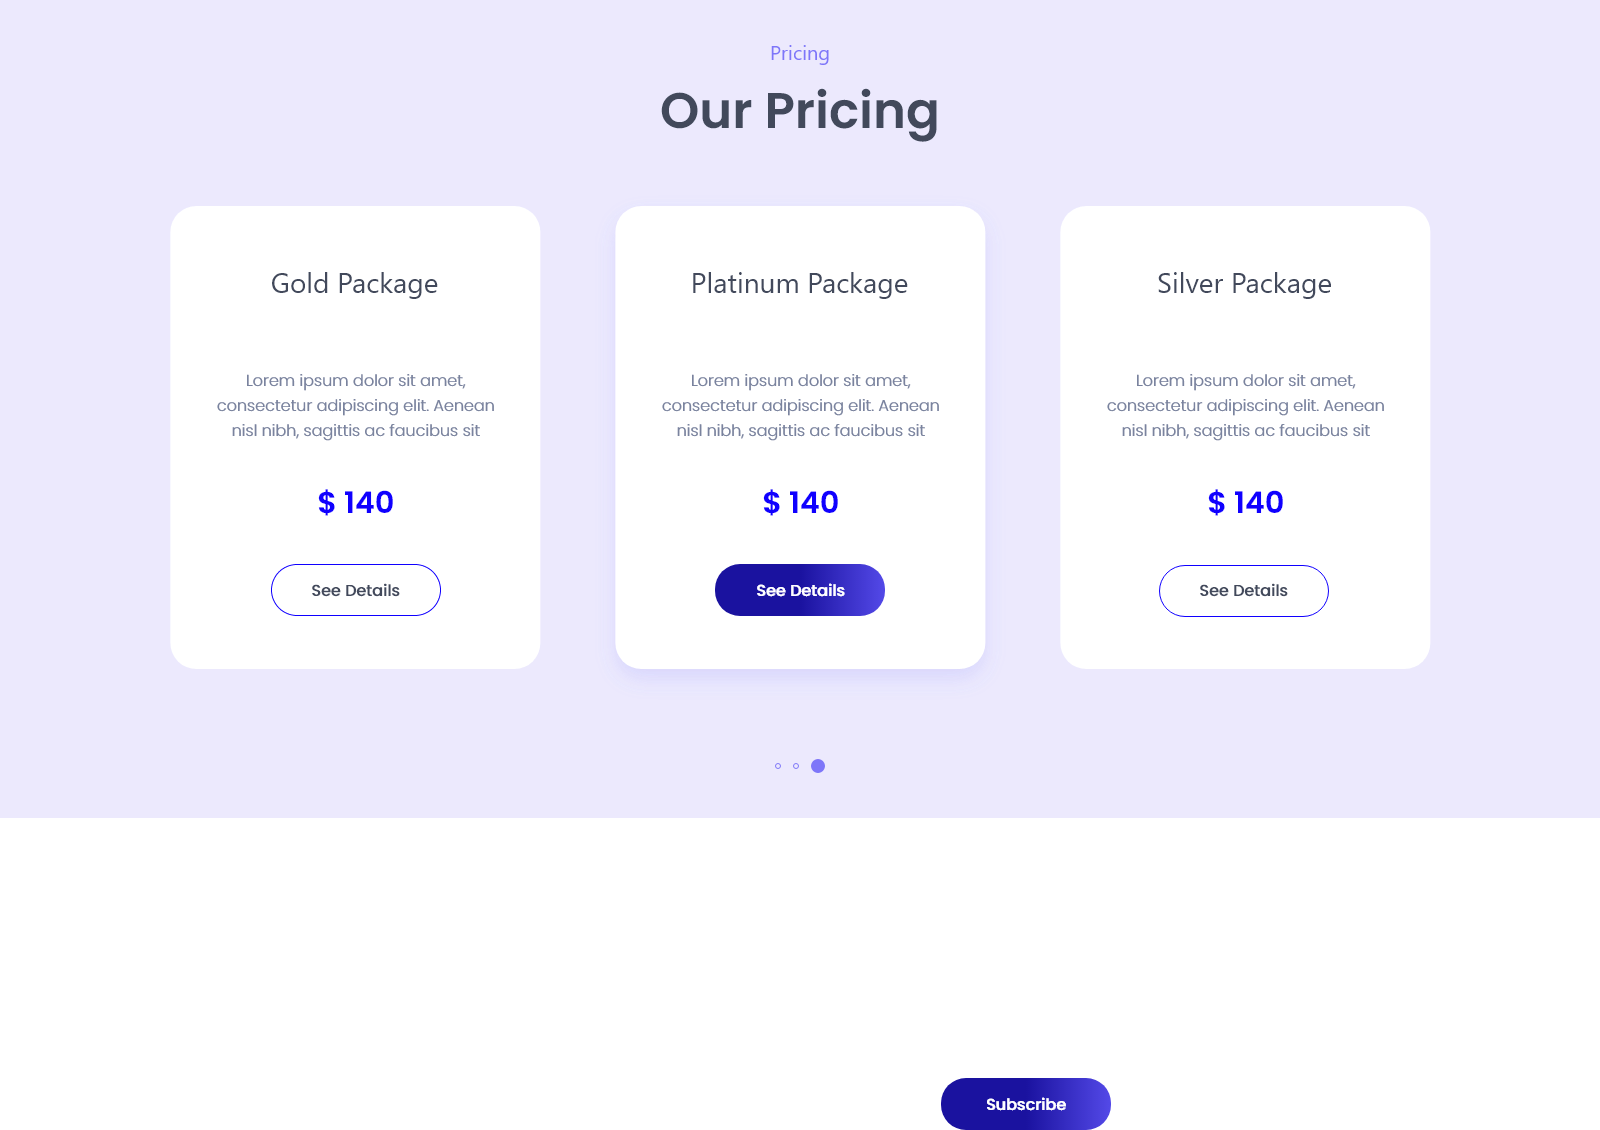 Pricing
Our Pricing
Gold Package
Lorem ipsum dolor sit amet,
consectetur adipiscing elit. Aenean
nisl nibh, sagittis ac faucibus sit
$ 140
See Details
Platinum Package
Lorem ipsum dolor sit amet,
consectetur adipiscing elit. Aenean
nisl nibh, sagittis ac faucibus sit
$ 140
See Details
Silver Package
Lorem ipsum dolor sit amet,
consectetur adipiscing elit. Aenean
nisl nibh, sagittis ac faucibus sit
$ 140
See Details
Subscribe